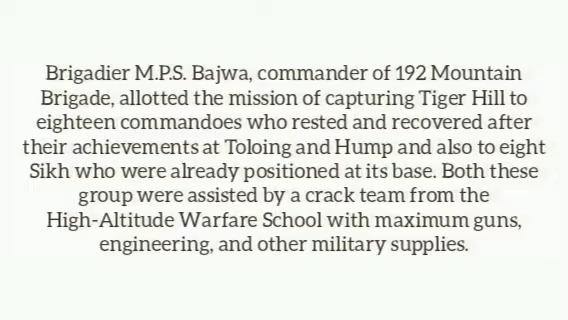 Brigadier M.P.S. Bajwa, commander of 192 Mountain
Brigade, allotted the mission of capturing Tiger Hill to
eighteen commandoes who rested and recovered after
their achievements at Toloing and Hump and also to eight
Sikh who were already positioned at its base. Both these
group were assisted by a crack team from the
High-Altitude Warfare School with maximum guns,
engineering, and other military supplies.